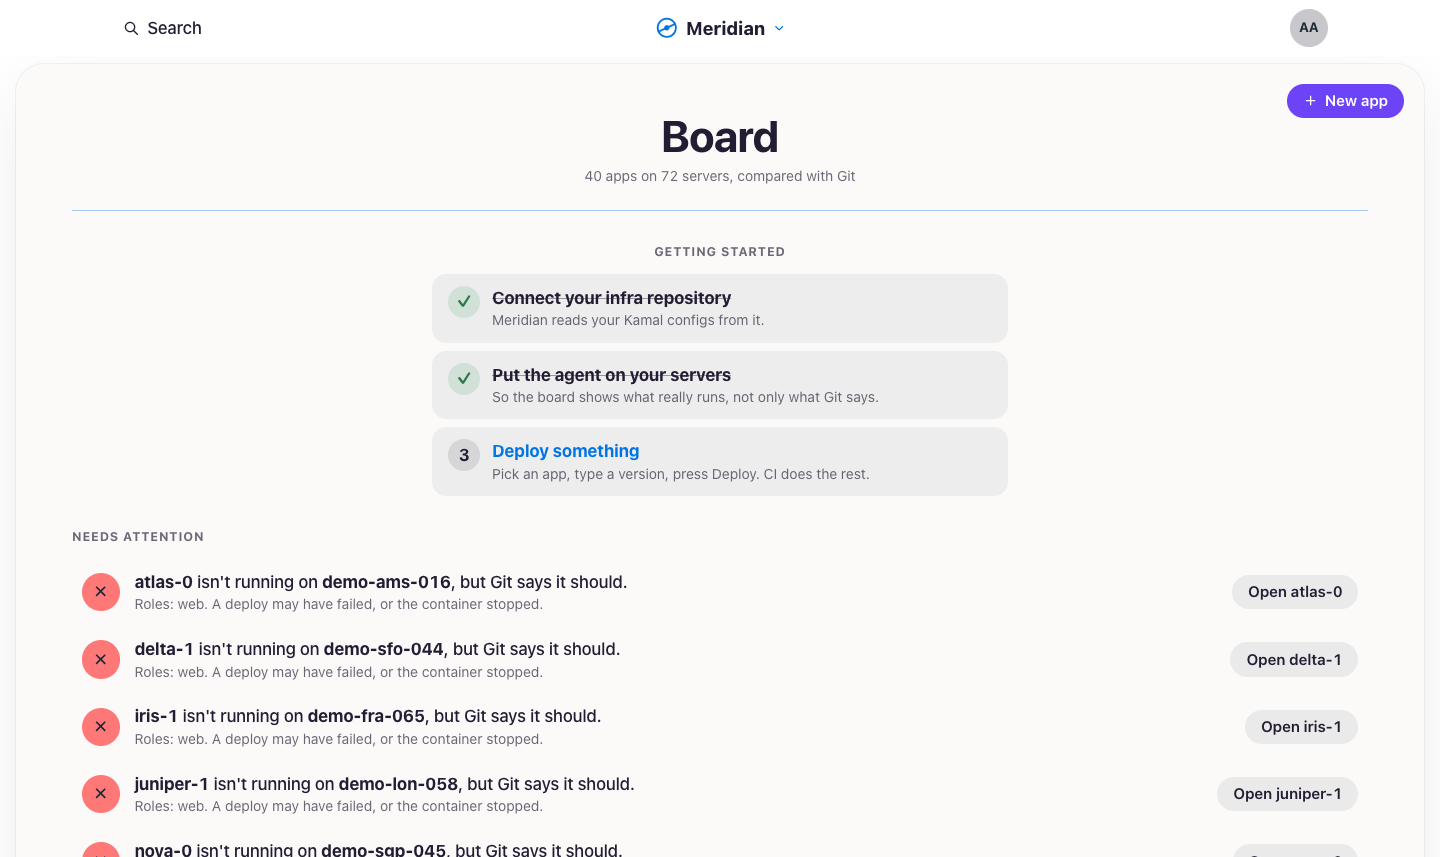 Search
Meridian
AA
New app
Board
40 apps on 72 servers, compared with Git
GETTING STARTED
Connect your infra repository
Meridian reads your Kamal configs from it.
Put the agent on your servers
So the board shows what really runs, not only what Git says.
3
Deploy something
Pick an app, type a version, press Deploy. CI does the rest.
NEEDS ATTENTION
atlas-0 isn't running on demo-ams-016, but Git says it should.
Roles: web. A deploy may have failed, or the container stopped.
Open atlas-0
delta-1 isn't running on demo-sfo-044, but Git says it should.
Roles: web. A deploy may have failed, or the container stopped.
Open delta-1
iris-1 isn't running on demo-fra-065, but Git says it should.
Roles: web. A deploy may have failed, or the container stopped.
Open iris-1
juniper-1 isn't running on demo-lon-058, but Git says it should.
Roles: web. A deploy may have failed, or the container stopped.
Open juniper-1
nova-0 isn't running on demo-sgp-045, but Git says it should.